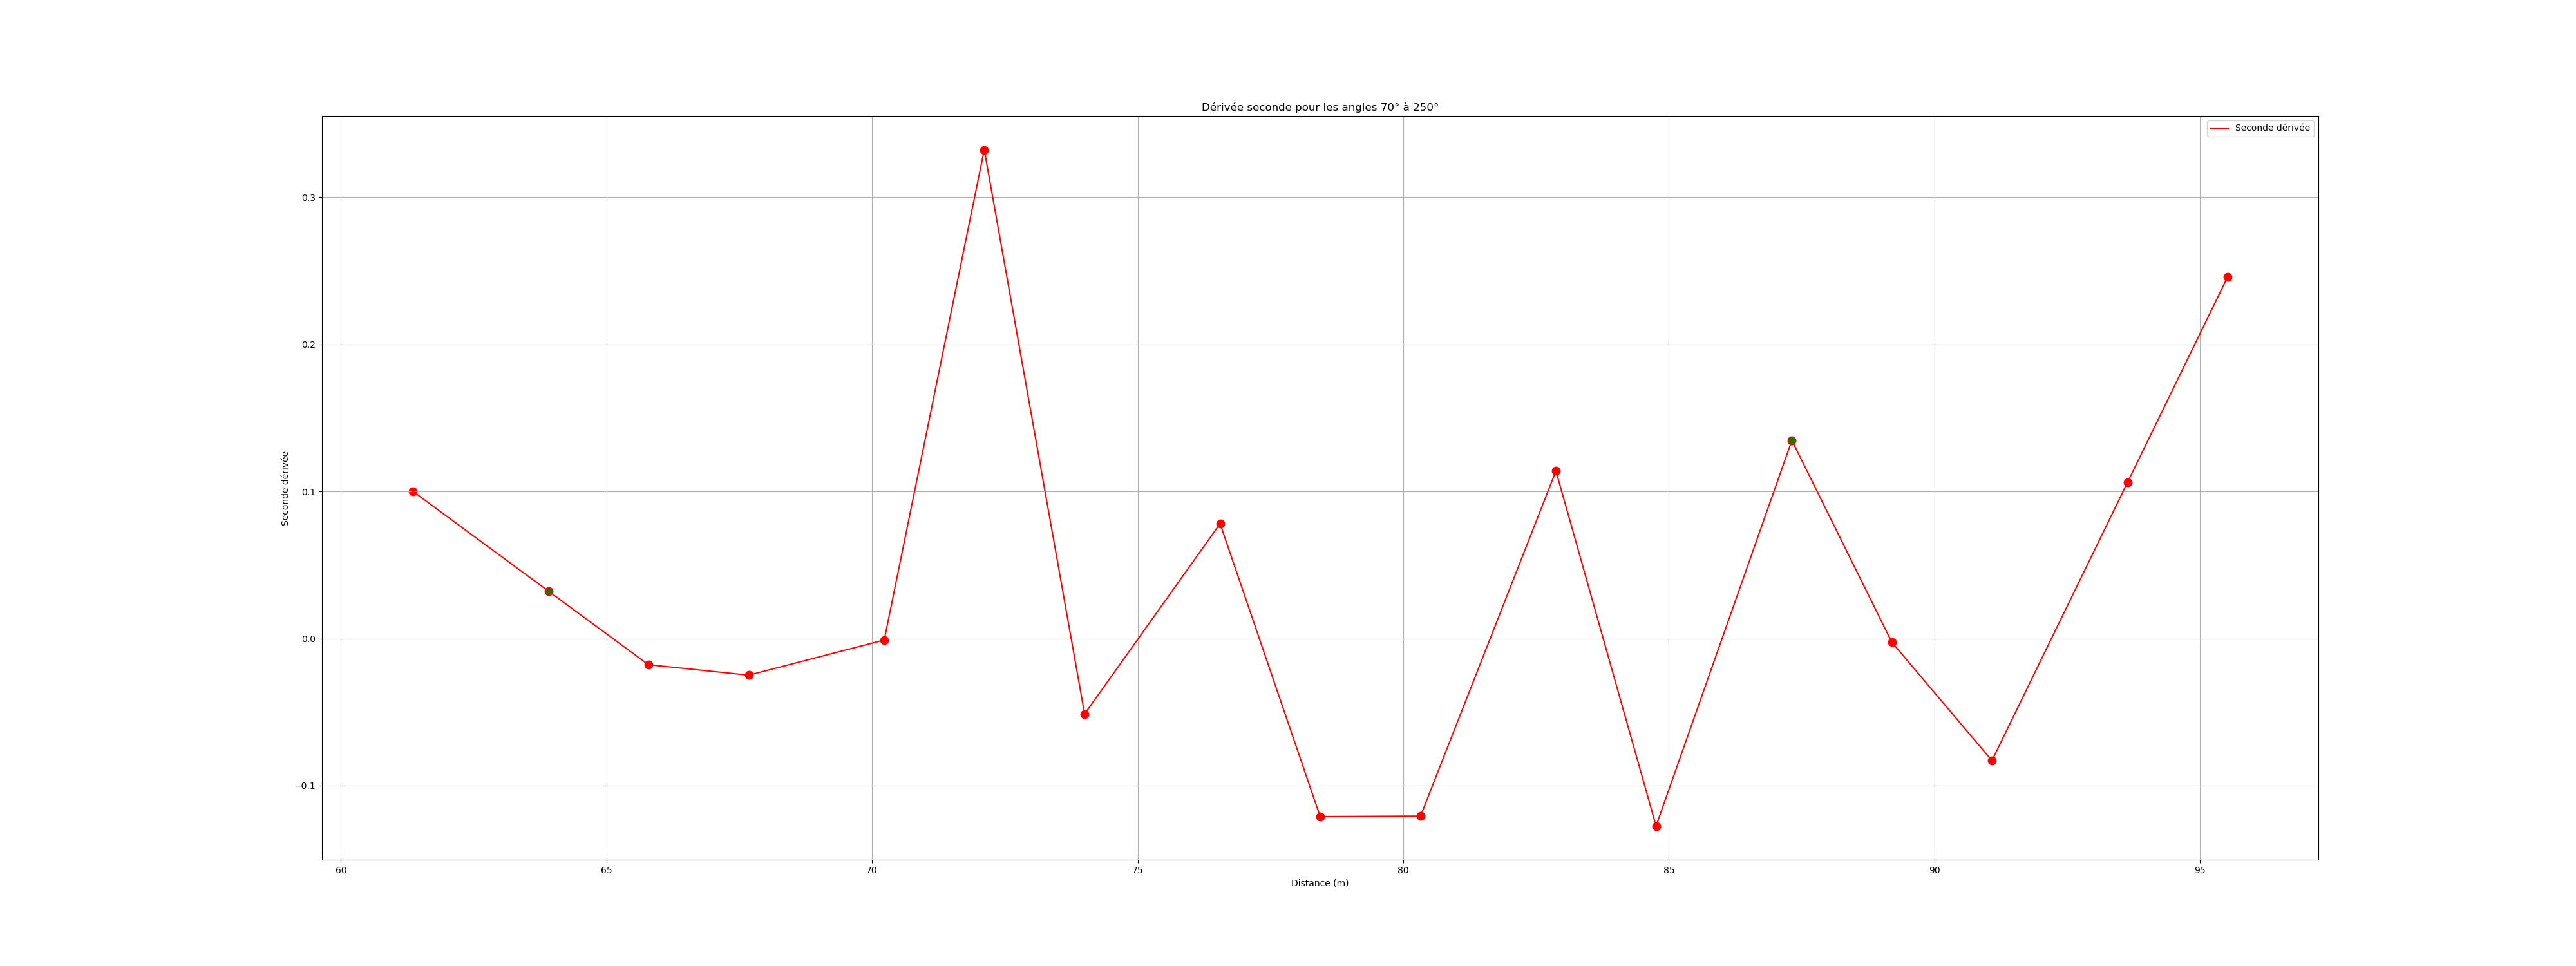 Dérivée seconde pour les angles 70° à 250°
Seconde dérivée
0.3
0.2
0.1
0.0
−0.1
Seconde dérivée
60 65 70 75 80 85 90 95
Distance (m)